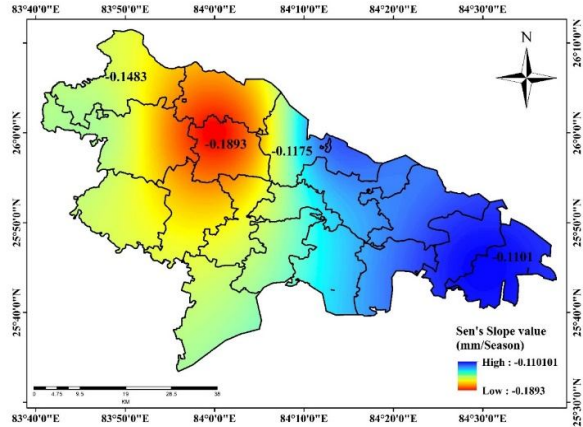 83°40'0"E 83°50'0"E 84°0'0"E 84°10'0"E 84°20'0"E 84°30'0"E
26°10'0"N
26°10'0"N
N
-0.1483
26°0'0"N
26°0'0"N
-0.1893
-0.1175
25°50'0"N
25°50'0"N
-0.1101
25°40'0"N
25°40'0"N
Sen's Slope value
(mm/Season)
High : -0.110101
Low : -0.1893
0 4.75 9.5 19 28.5 38
KM
25°30'0"N
83°40'0"E 83°50'0"E 84°0'0"E 84°10'0"E 84°20'0"E 84°30'0"E